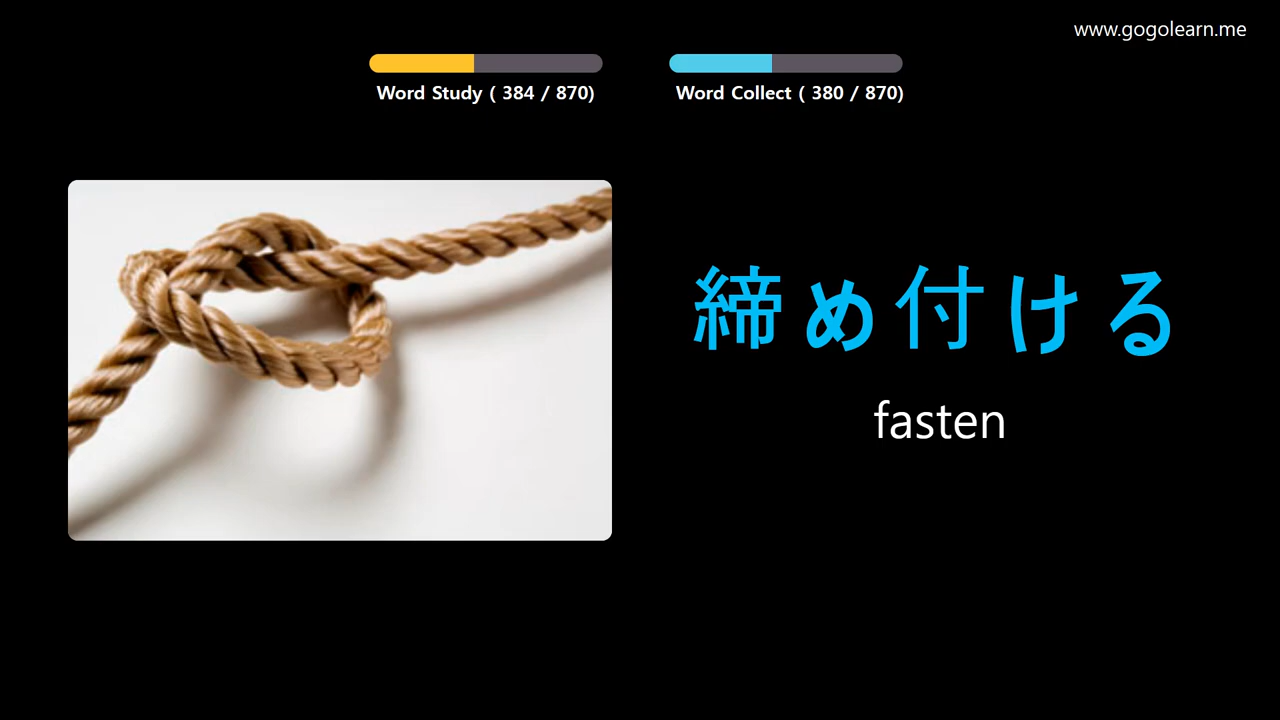 www.gogolearn.me
Word Study ( 384 / 870)
Word Collect ( 380 / 870)
締め付ける
fasten